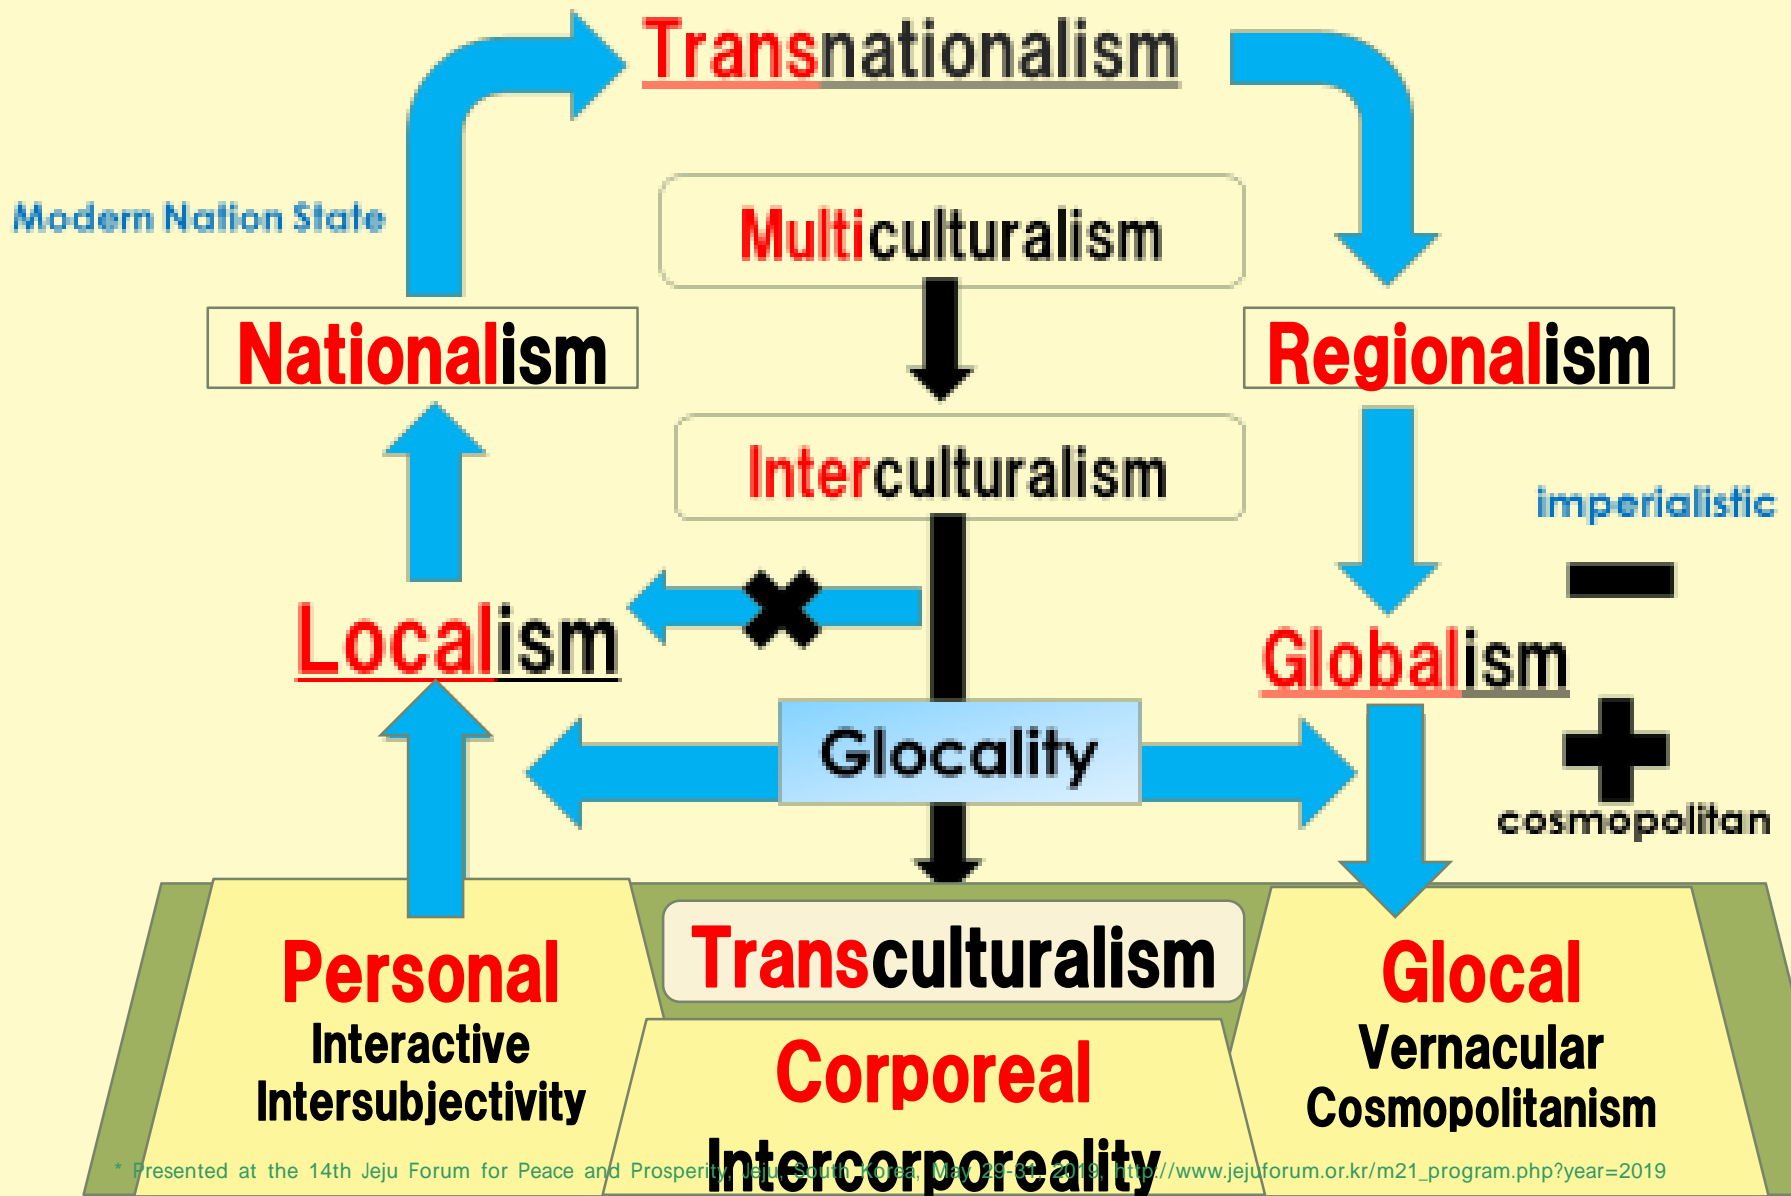 Transnationalism
Modern Nation State
Multiculturalism
Nationalism
Regionalism
Interculturalism
imperialistic
Localism
Globalism
Glocality
cosmopolitan
Transculturalism
Personal
Interactive
Intersubjectivity
Glocal
Vernacular
Cosmopolitanism
Corporeal
Intercorporeality
* Presented at the 14th Jeju Forum for Peace and Prosperity, Jeju, South Korea, May 29-31, 2019, http://www.jejuforum.or.kr/m21_program.php?year=2019